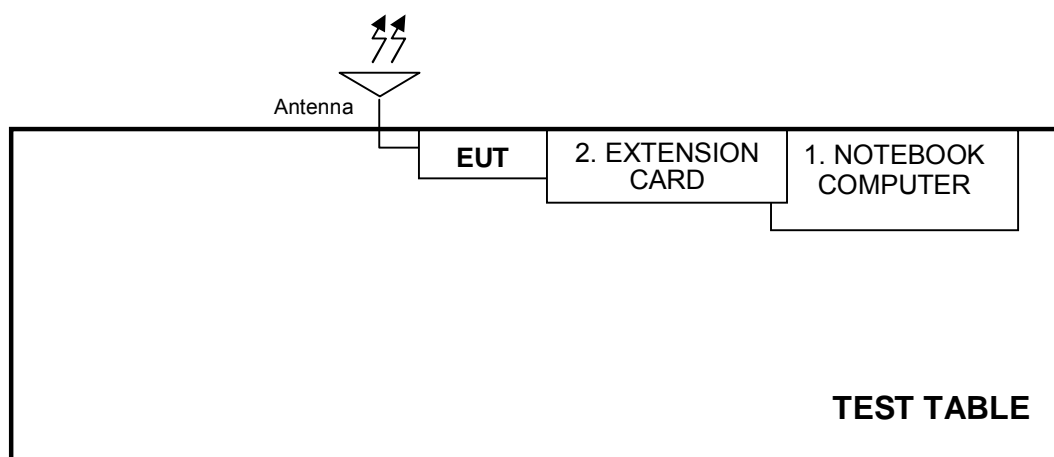 Antenna
EUT
2. EXTENSION
CARD
1. NOTEBOOK
COMPUTER
TEST TABLE